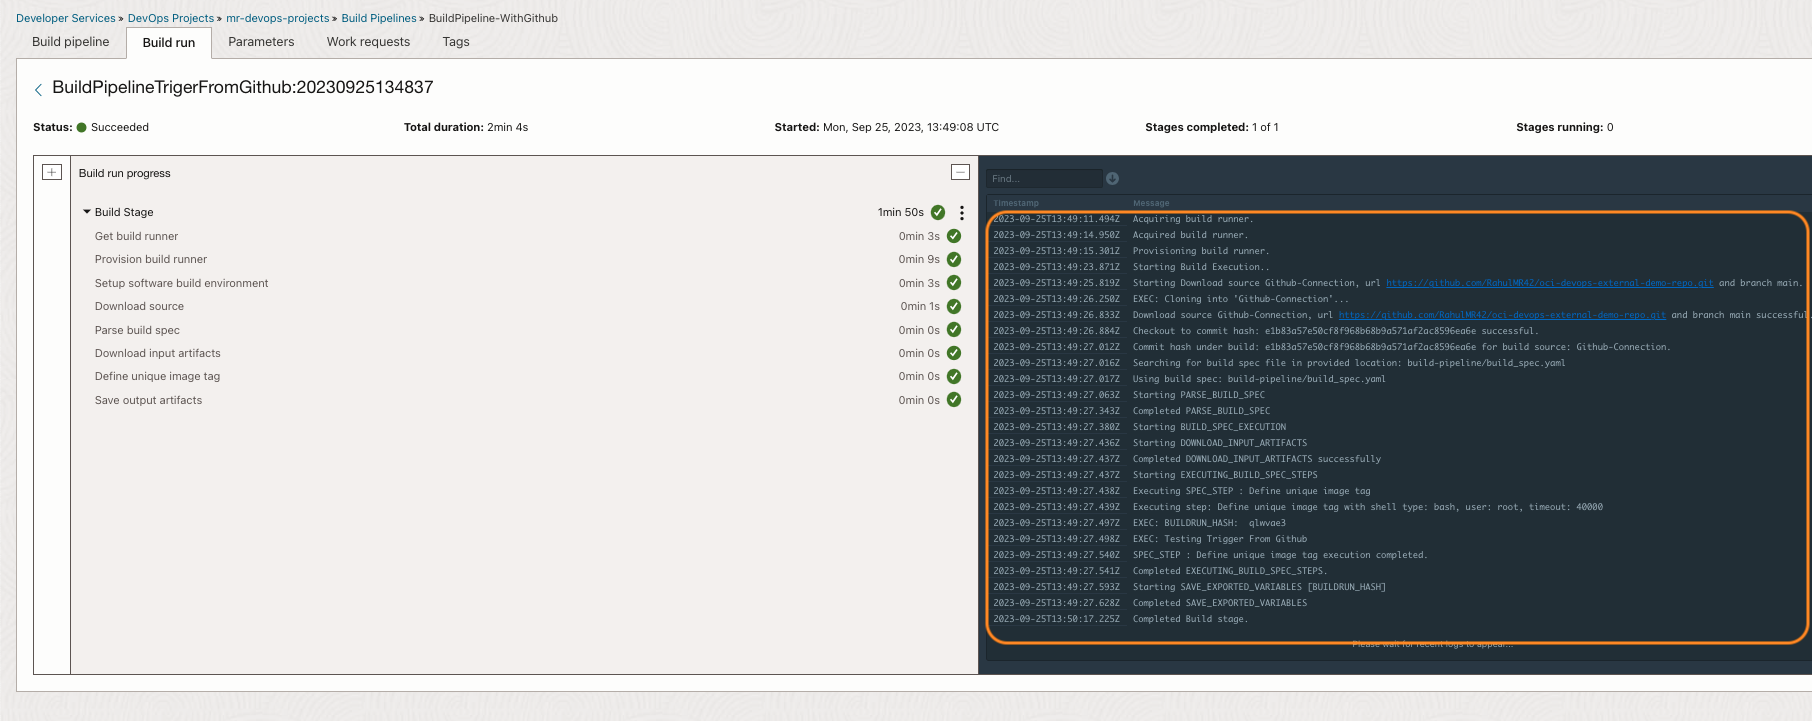 Developer Services » DevOps Projects » mr-devops-projects » Build Pipelines » BuildPipeline-WithGithub
Build pipeline Build run Parameters Work requests Tags
BuildPipelineTrigerFromGithub:20230925134837
Status: Succeeded Total duration: 2min 4s Started: Mon, Sep 25, 2023, 13:49:08 UTC Stages completed: 1 of 1 Stages running: 0
Build run progress
Build Stage 1min 50s
Get build runner 0min 3s
Provision build runner 0min 9s
Setup software build environment 0min 3s
Download source 0min 1s
Parse build spec 0min 0s
Download input artifacts 0min 0s
Define unique image tag 0min 0s
Save output artifacts 0min 0s
Find...
Timestamp Message
2023-09-25T13:49:11.494Z Acquiring build runner.
2023-09-25T13:49:14.950Z Acquired build runner.
2023-09-25T13:49:15.301Z Provisioning build runner.
2023-09-25T13:49:23.871Z Starting Build Execution..
2023-09-25T13:49:25.819Z Starting Download source Github-Connection, url https://github.com/RahulMR42/oci-devops-external-demo-repo.git and branch main.
2023-09-25T13:49:26.250Z EXEC: Cloning into 'Github-Connection'...
2023-09-25T13:49:26.833Z Download source Github-Connection, url https://github.com/RahulMR42/oci-devops-external-demo-repo.git and branch main successful.
2023-09-25T13:49:26.884Z Checkout to commit hash: e1b83a57e50cf8f968b68b9a571af2ac8596ea6e successful.
2023-09-25T13:49:27.012Z Commit hash under build: e1b83a57e50cf8f968b68b9a571af2ac8596ea6e for build source: Github-Connection.
2023-09-25T13:49:27.016Z Searching for build spec file in provided location: build-pipeline/build_spec.yaml
2023-09-25T13:49:27.017Z Using build spec: build-pipeline/build_spec.yaml
2023-09-25T13:49:27.063Z Starting PARSE_BUILD_SPEC
2023-09-25T13:49:27.343Z Completed PARSE_BUILD_SPEC
2023-09-25T13:49:27.380Z Starting BUILD_SPEC_EXECUTION
2023-09-25T13:49:27.436Z Starting DOWNLOAD_INPUT_ARTIFACTS
2023-09-25T13:49:27.437Z Completed DOWNLOAD_INPUT_ARTIFACTS successfully
2023-09-25T13:49:27.437Z Starting EXECUTING_BUILD_SPEC_STEPS
2023-09-25T13:49:27.438Z Executing SPEC_STEP : Define unique image tag
2023-09-25T13:49:27.439Z Executing step: Define unique image tag with shell type: bash, user: root, timeout: 40000
2023-09-25T13:49:27.497Z EXEC: BUILDRUN_HASH: qlwvae3
2023-09-25T13:49:27.498Z EXEC: Testing Trigger From Github
2023-09-25T13:49:27.540Z SPEC_STEP : Define unique image tag execution completed.
2023-09-25T13:49:27.541Z Completed EXECUTING_BUILD_SPEC_STEPS.
2023-09-25T13:49:27.593Z Starting SAVE_EXPORTED_VARIABLES [BUILDRUN_HASH]
2023-09-25T13:49:27.628Z Completed SAVE_EXPORTED_VARIABLES
2023-09-25T13:50:17.225Z Completed Build stage.
Please wait for recent logs to appear...